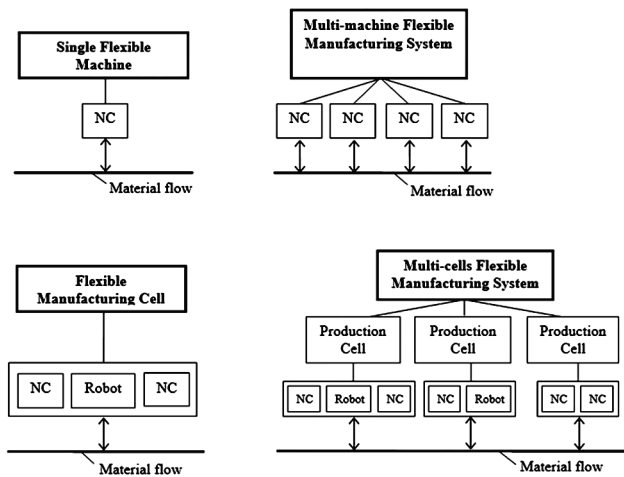 Single Flexible
Machine
NC
Material flow
Multi-machine Flexible
Manufacturing System
NC NC NC NC
Material flow
Flexible
Manufacturing Cell
NC Robot NC
Material flow
Multi-cells Flexible
Manufacturing System
Production Production Production
Cell Cell Cell
NC Robot NC NC Robot NC NC
Material flow